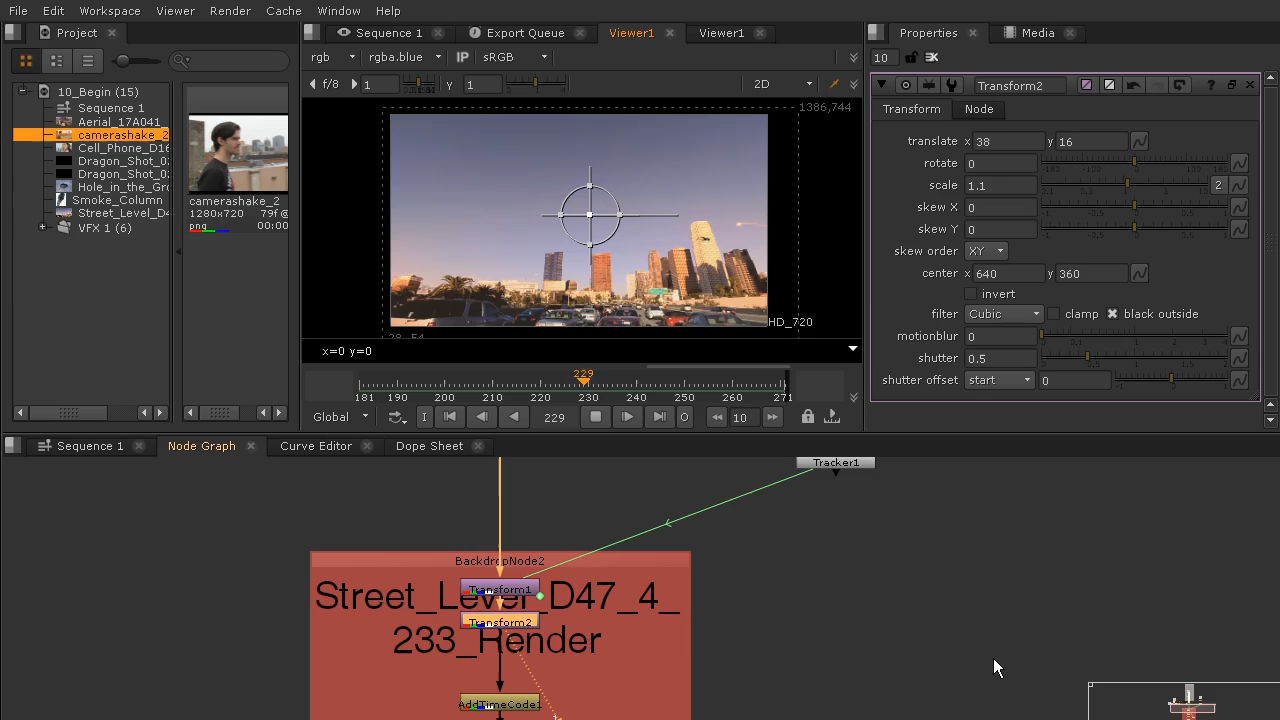 File Edit Workspace Viewer Render Cache Window Help
Project
Sequence 1 Export Queue Viewer1 Viewer1
Properties Media
rgb rgba.blue IP sRGB
10
f/8 1 Y 1 2D
Transform2 ?
10_Begin (15)
Sequence 1
Aerial_17A041
camerashake_2
Cell_Phone_D16
Dragon_Shot_02
Dragon_Shot_02
Hole_in_the_Gro
Smoke_Column
Street_Level_D4
VFX 1 (6)
camerashake_2
1280x720 79f@
png 00:00
1386,744
HD_720
x=0 y=0
229
181 190 200 210 220 230 240 250 260 271
Global I 229 O 10
Transform Node
translate x 38 y 16
rotate 0
scale 1.1 2
skew X 0
skew Y 0
skew order XY
center x 640 y 360
invert
filter Cubic clamp black outside
motionblur 0
shutter 0.5
shutter offset start 0
Sequence 1 Node Graph Curve Editor Dope Sheet
Tracker1
BackdropNode2
Transform1
Street_Level_D47_4_
Transform2
233_Render
AddTimeCode1